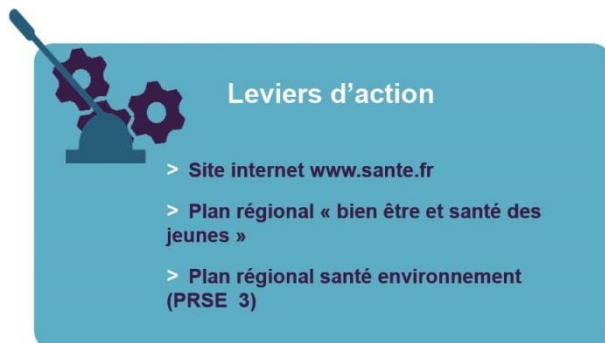 Leviers d'action
> Site internet www.sante.fr
> Plan régional « bien être et santé des
jeunes »
> Plan régional santé environnement
(PRSE 3)